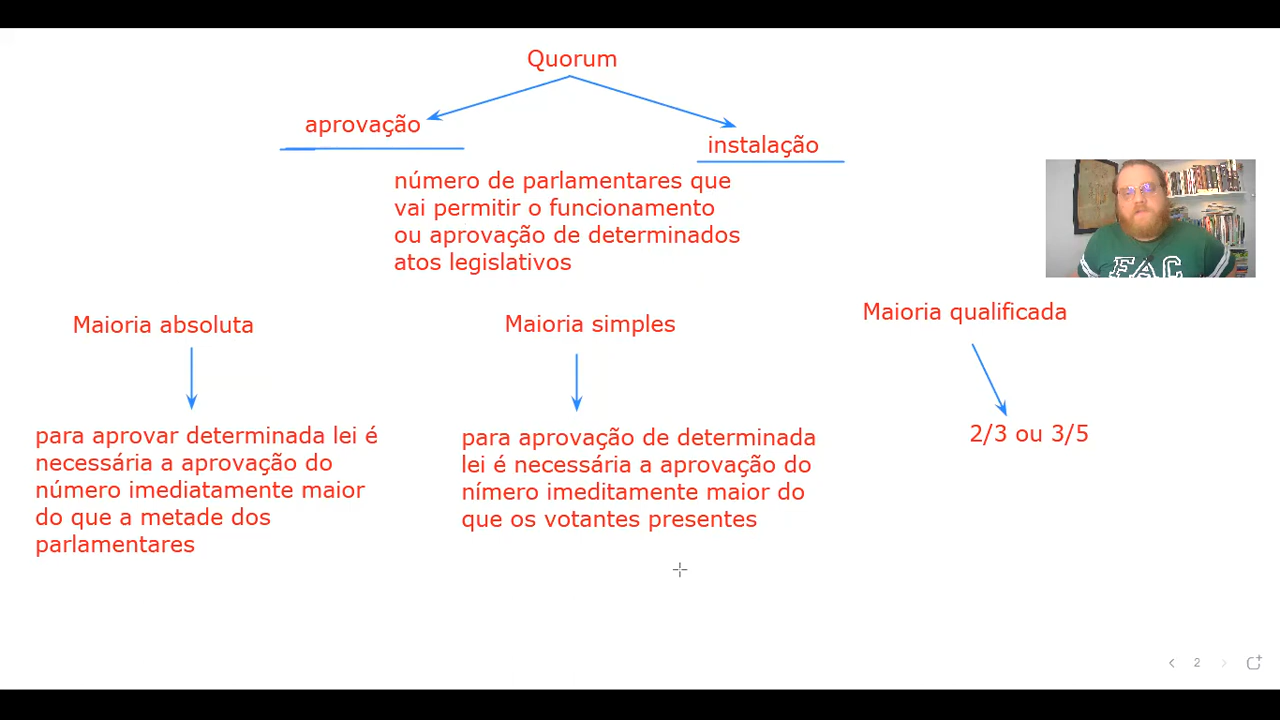 Quorum
aprovação
instalação
número de parlamentares que
vai permitir o funcionamento
ou aprovação de determinados
atos legislativos
Maioria absoluta
Maioria simples
Maioria qualificada
para aprovar determinada lei é
necessária a aprovação do
número imediatamente maior
do que a metade dos
parlamentares
para aprovação de determinada
lei é necessária a aprovação do
nímero imeditamente maior do
que os votantes presentes
2/3 ou 3/5
FAC
2